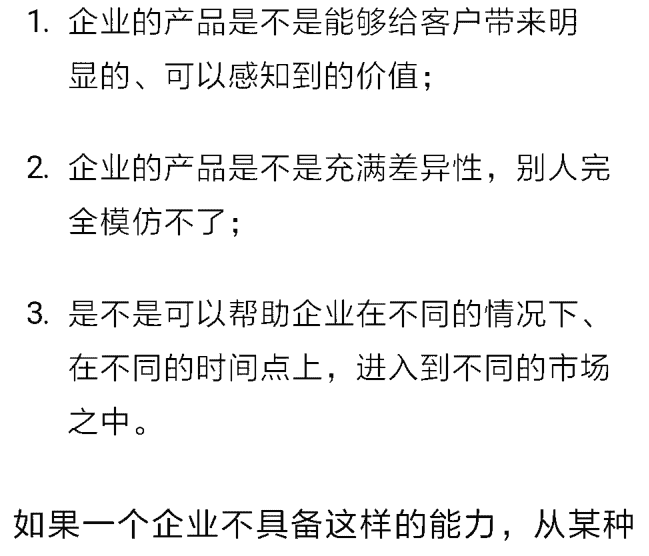 1. 企业的产品是不是能够给客户带来明
显的、可以感知到的价值；
2. 企业的产品是不是充满差异性，别人完
全模仿不了；
3. 是不是可以帮助企业在不同的情况下、
在不同的时间点上，进入到不同的市场
之中。
如果一个企业不具备这样的能力，从某种